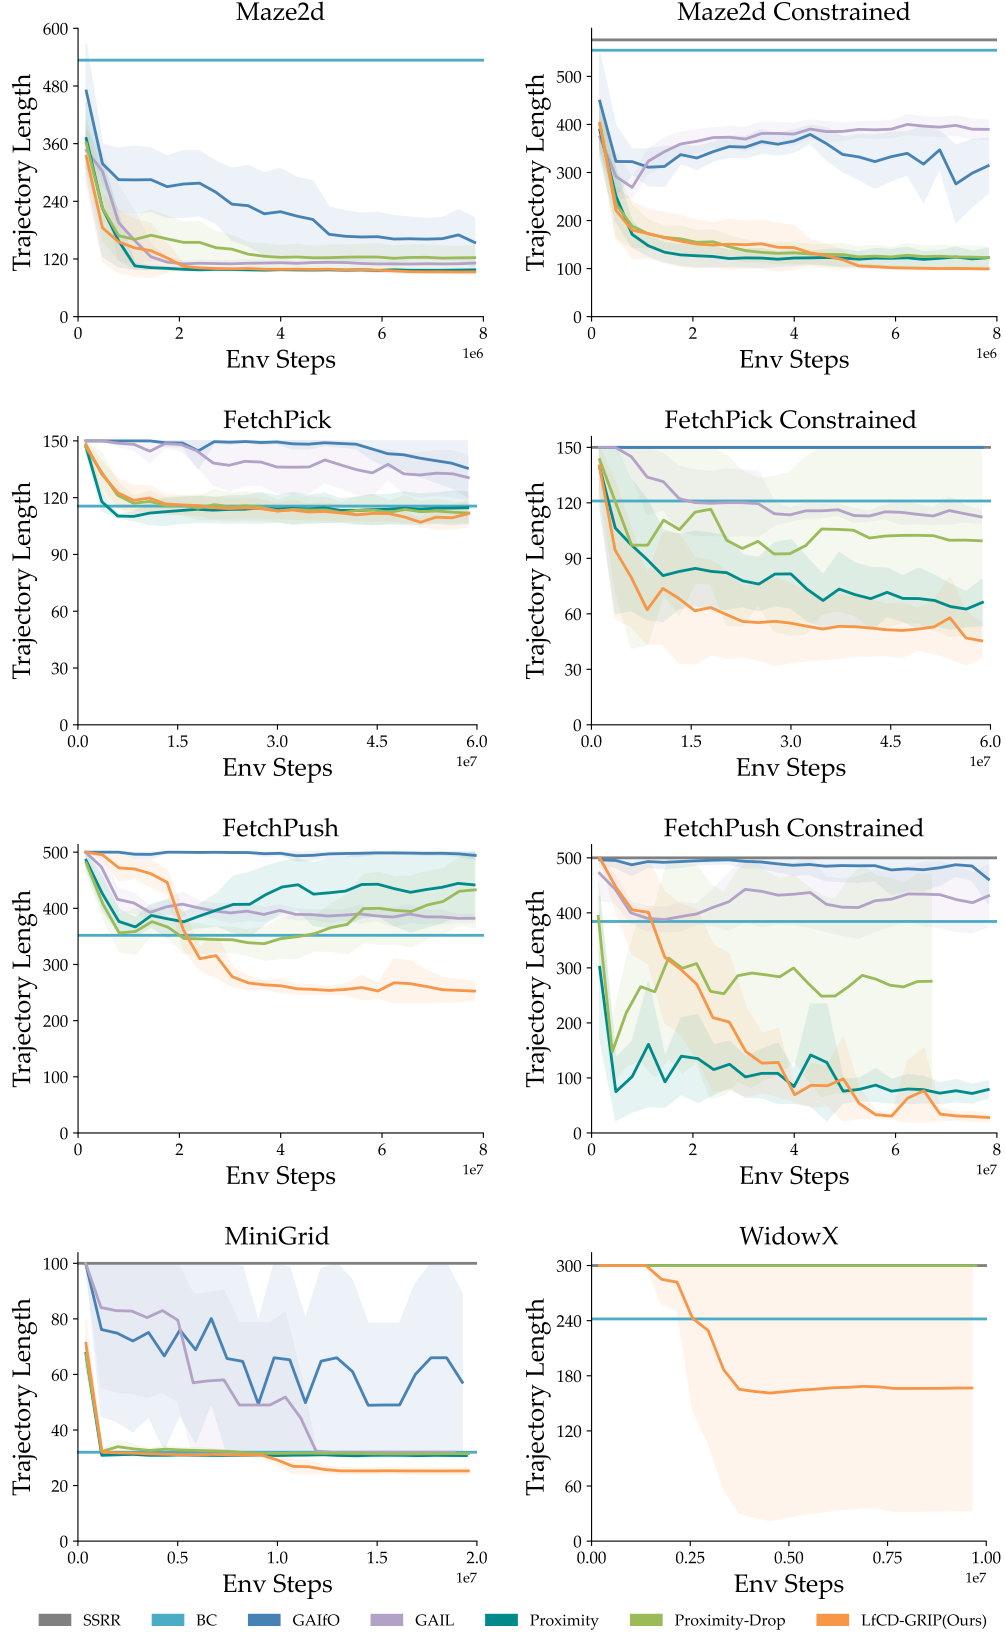 Maze2d
Trajectory Length
600
480
360
240
120
0
0 2 4 6 8
1e6
Env Steps
Maze2d Constrained
Trajectory Length
500
400
300
200
100
0
0 2 4 6 8
1e6
Env Steps
FetchPick
Trajectory Length
150
120
90
60
30
0
0.0 1.5 3.0 4.5 6.0
1e7
Env Steps
FetchPick Constrained
Trajectory Length
150
120
90
60
30
0
0.0 1.5 3.0 4.5 6.0
1e7
Env Steps
FetchPush
Trajectory Length
500
400
300
200
100
0
0 2 4 6 8
1e7
Env Steps
FetchPush Constrained
Trajectory Length
500
400
300
200
100
0
0 2 4 6 8
1e7
Env Steps
MiniGrid
Trajectory Length
100
80
60
40
20
0
0.0 0.5 1.0 1.5 2.0
1e7
Env Steps
WidowX
Trajectory Length
300
240
180
120
60
0
0.00 0.25 0.50 0.75 1.00
1e7
Env Steps
SSRR BC GAIfO GAIL Proximity Proximity-Drop LfCD-GRIP(Ours)